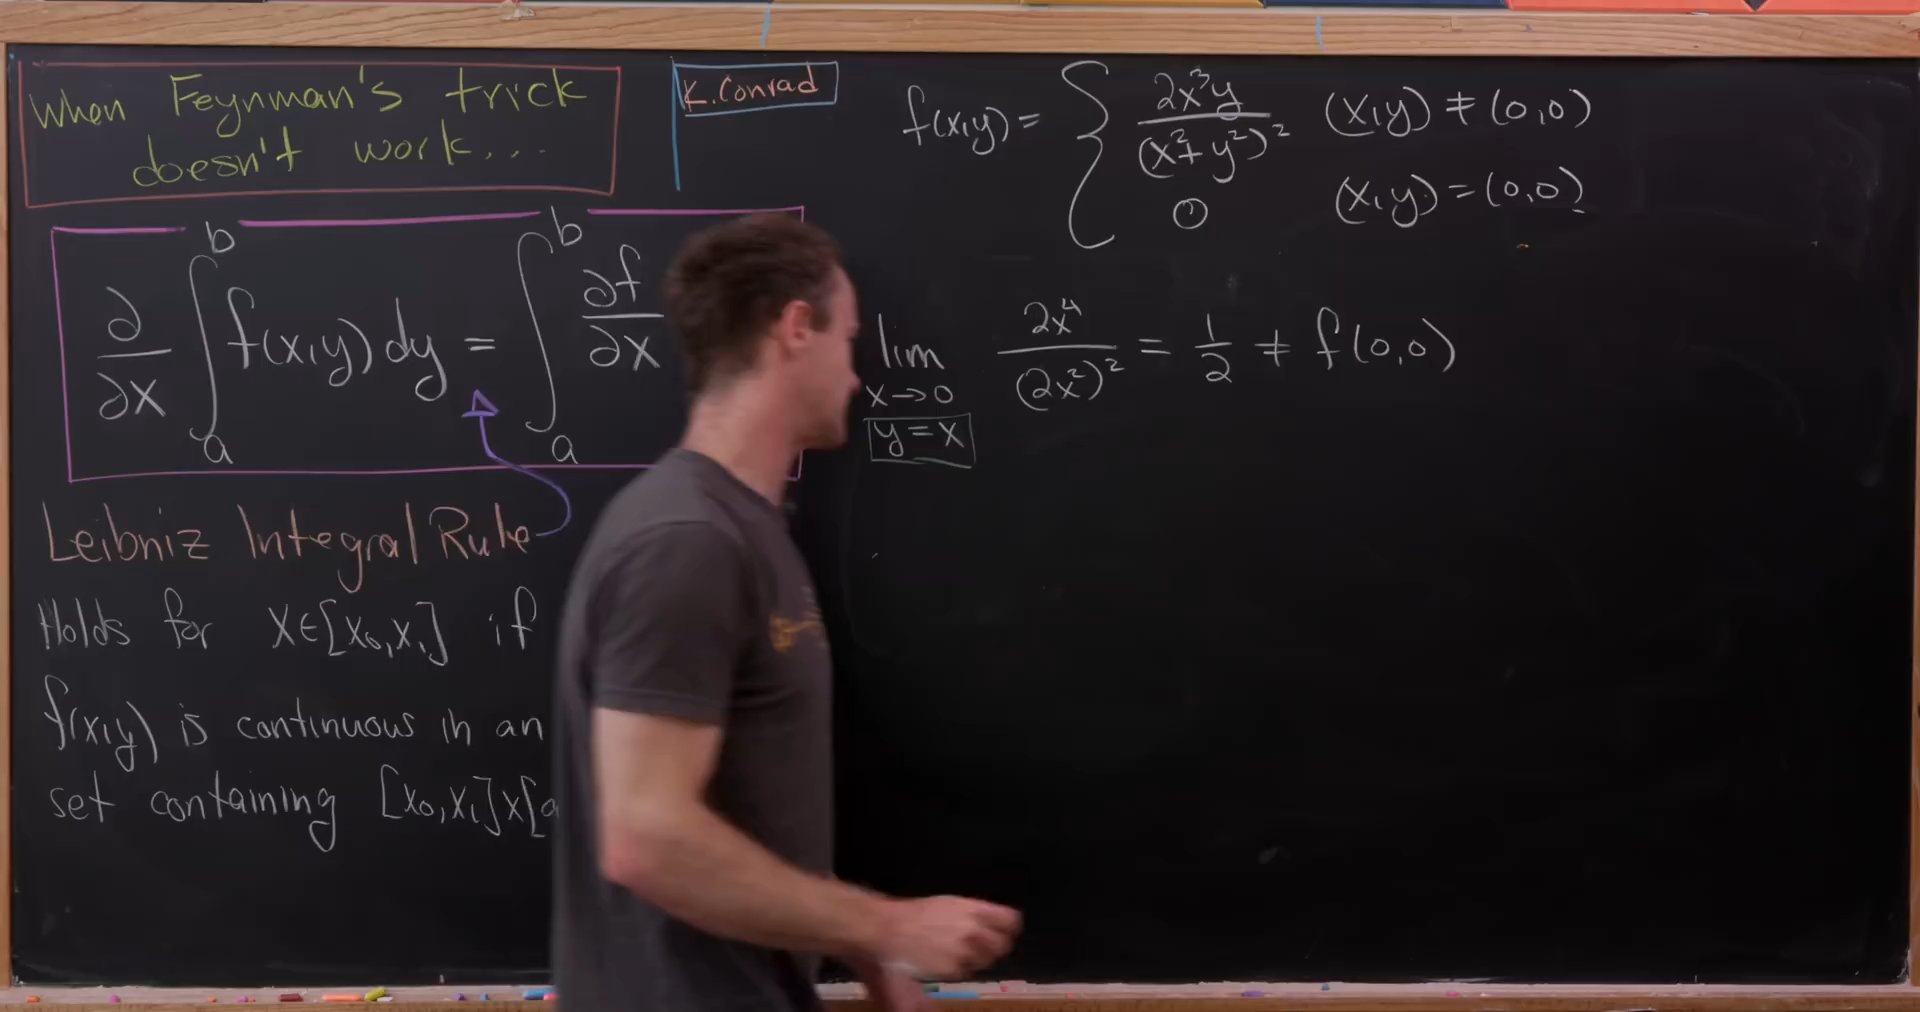 When Feynman's trick
doesn't work...
K. Conrad
∂/∂x ∫_a^b f(x,y) dy = ∫_a^b ∂f/∂x
Leibniz Integral Rule
Holds for x∈[x₀,x₁] if
f(x,y) is continuous in an
set containing [x₀,x₁]×[a
f(x,y) = { 2x³y/(x²+y²)² (x,y) ≠ (0,0)
0 (x,y) = (0,0)
lim x→0 y=x 2x⁴/(2x²)² = 1/2 ≠ f(0,0)